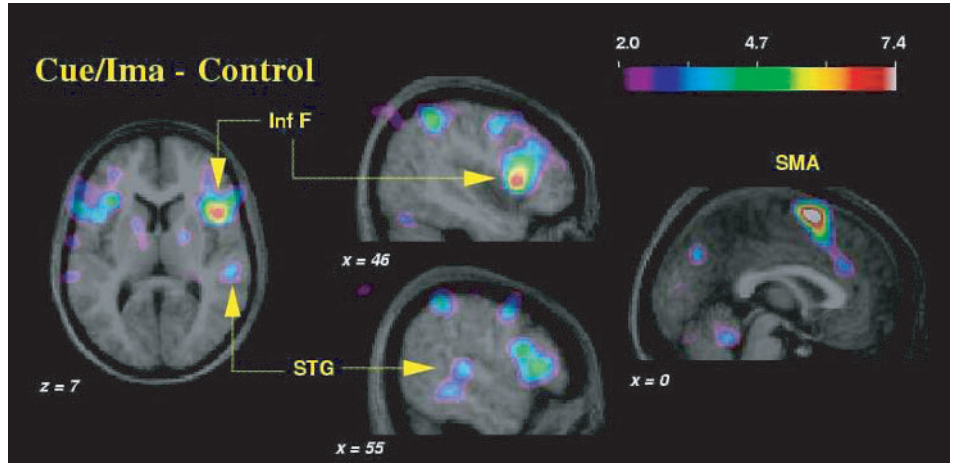 Cue/Ima - Control
2.0 4.7 7.4
Inf F
SMA
x = 46
STG
z = 7
x = 0
x = 55